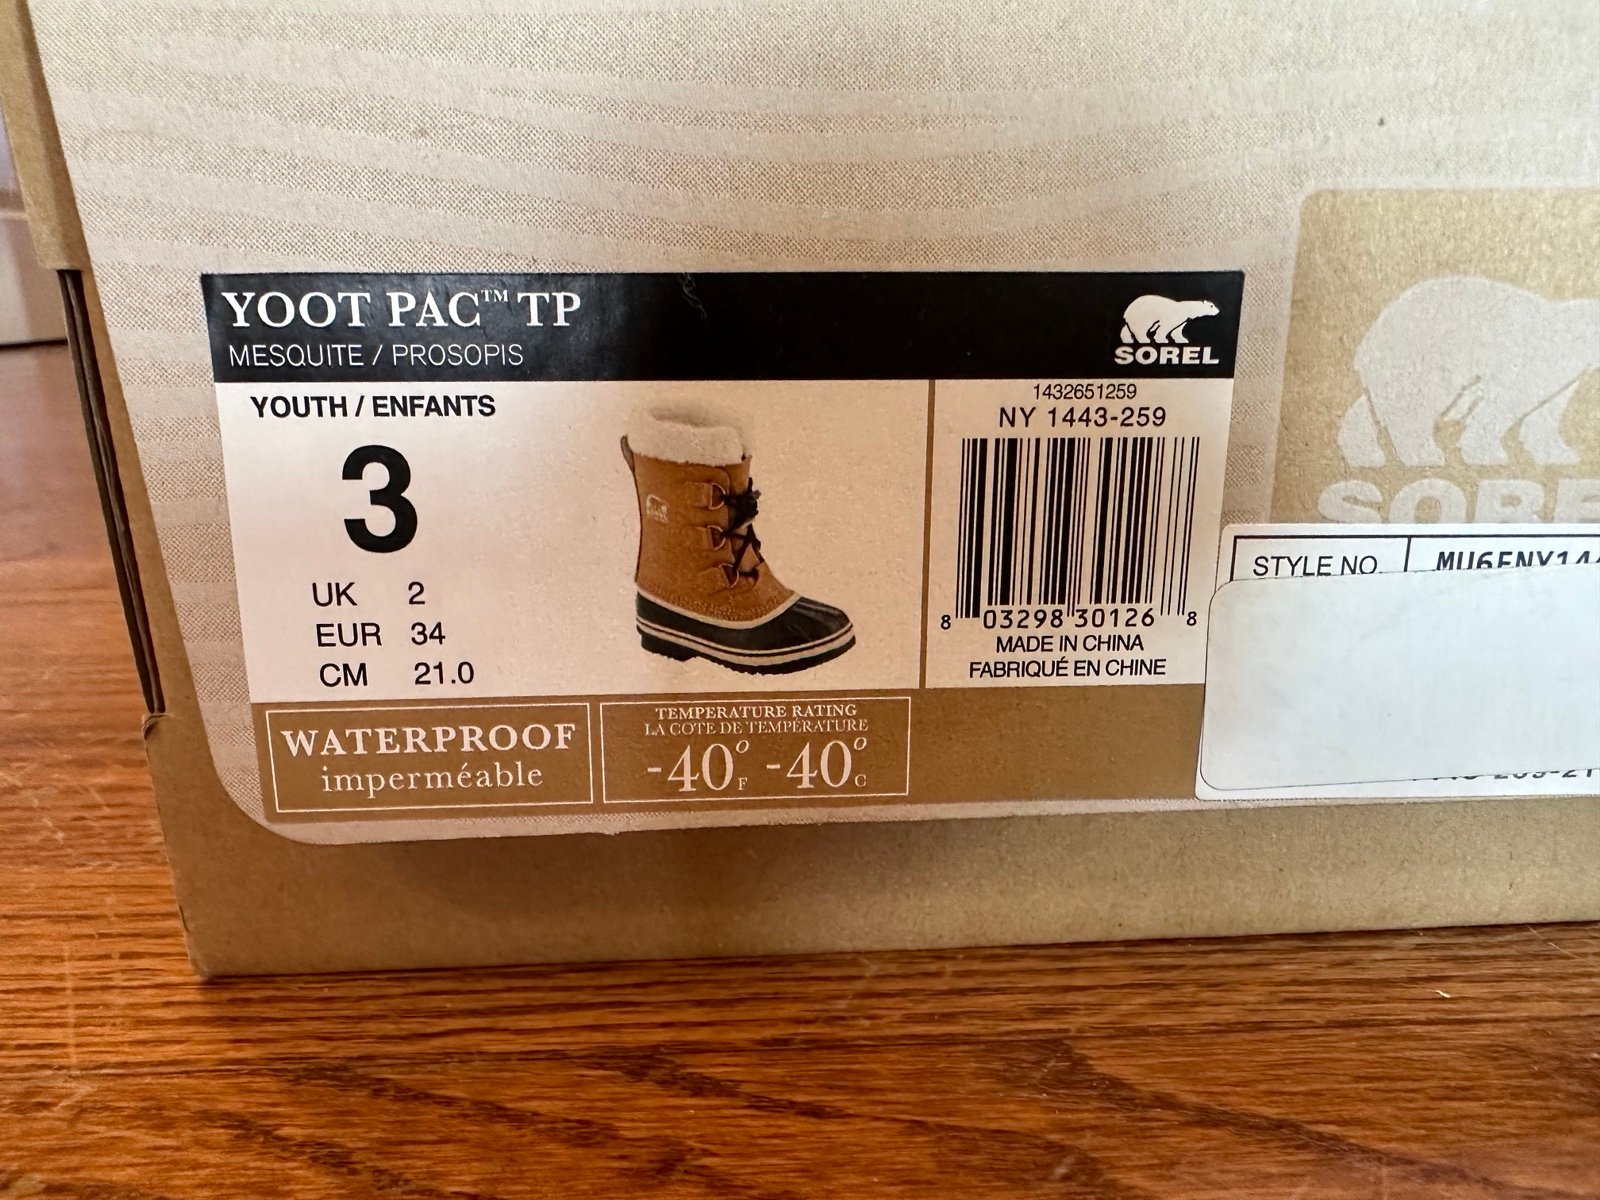 YOOT PAC™ TP
MESQUITE / PROSOPIS
SOREL
YOUTH / ENFANTS
3
UK 2
EUR 34
CM 21.0
1432651259
NY 1443-259
8 03298 30126 8
MADE IN CHINA
FABRIQUÉ EN CHINE
WATERPROOF
imperméable
TEMPERATURE RATING
LA COTE DE TEMPÉRATURE
-40°F -40°C
SOREL
STYLE NO.